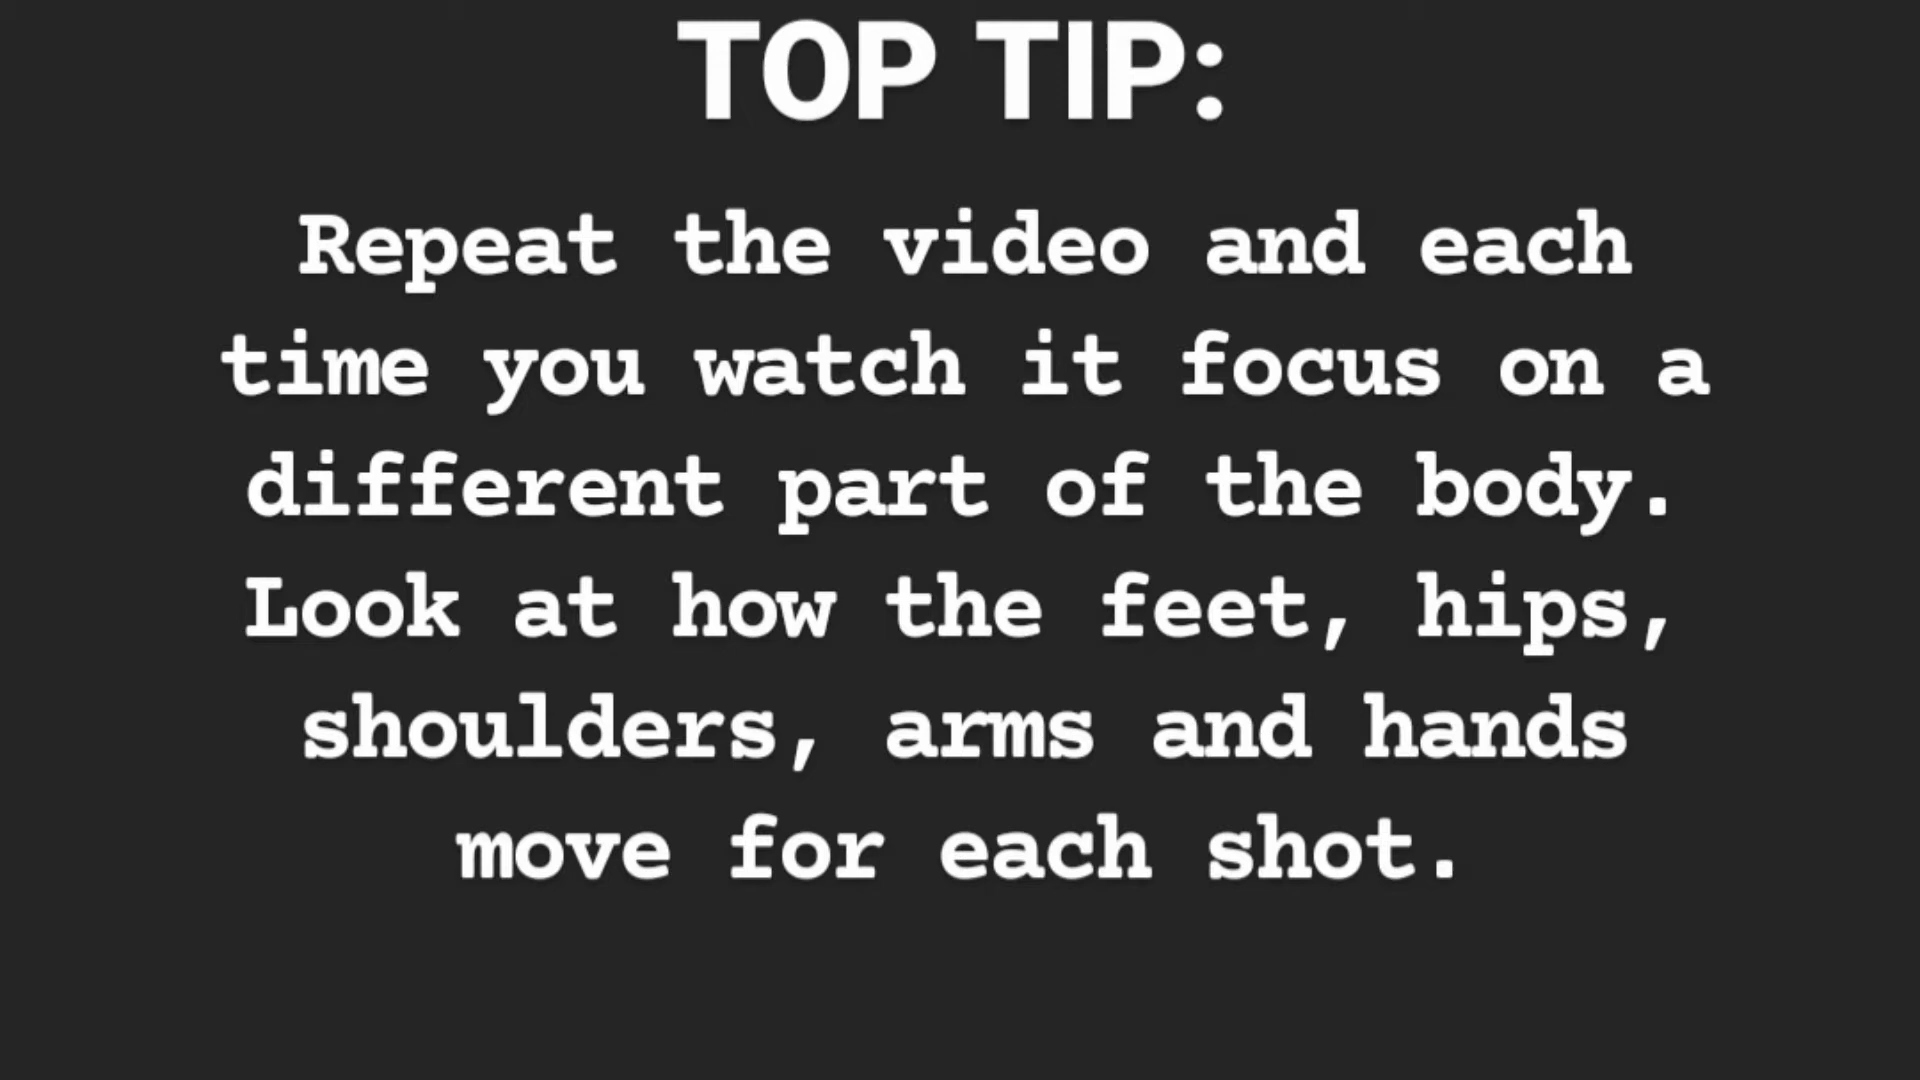 TOP TIP:
Repeat the video and each
time you watch it focus on a
different part of the body.
Look at how the feet, hips,
shoulders, arms and hands
move for each shot.